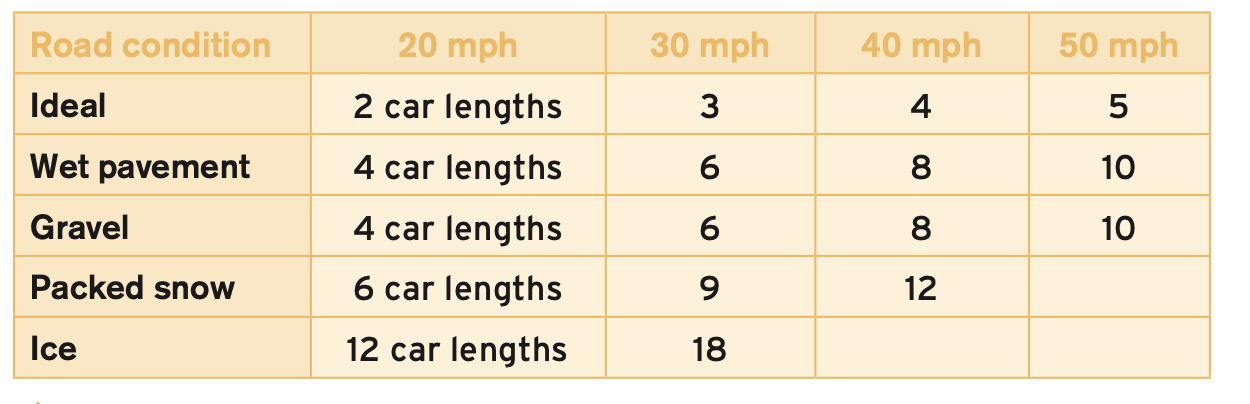 Road condition 20 mph 30 mph 40 mph 50 mph
Ideal 2 car lengths 3 4 5
Wet pavement 4 car lengths 6 8 10
Gravel 4 car lengths 6 8 10
Packed snow 6 car lengths 9 12
Ice 12 car lengths 18